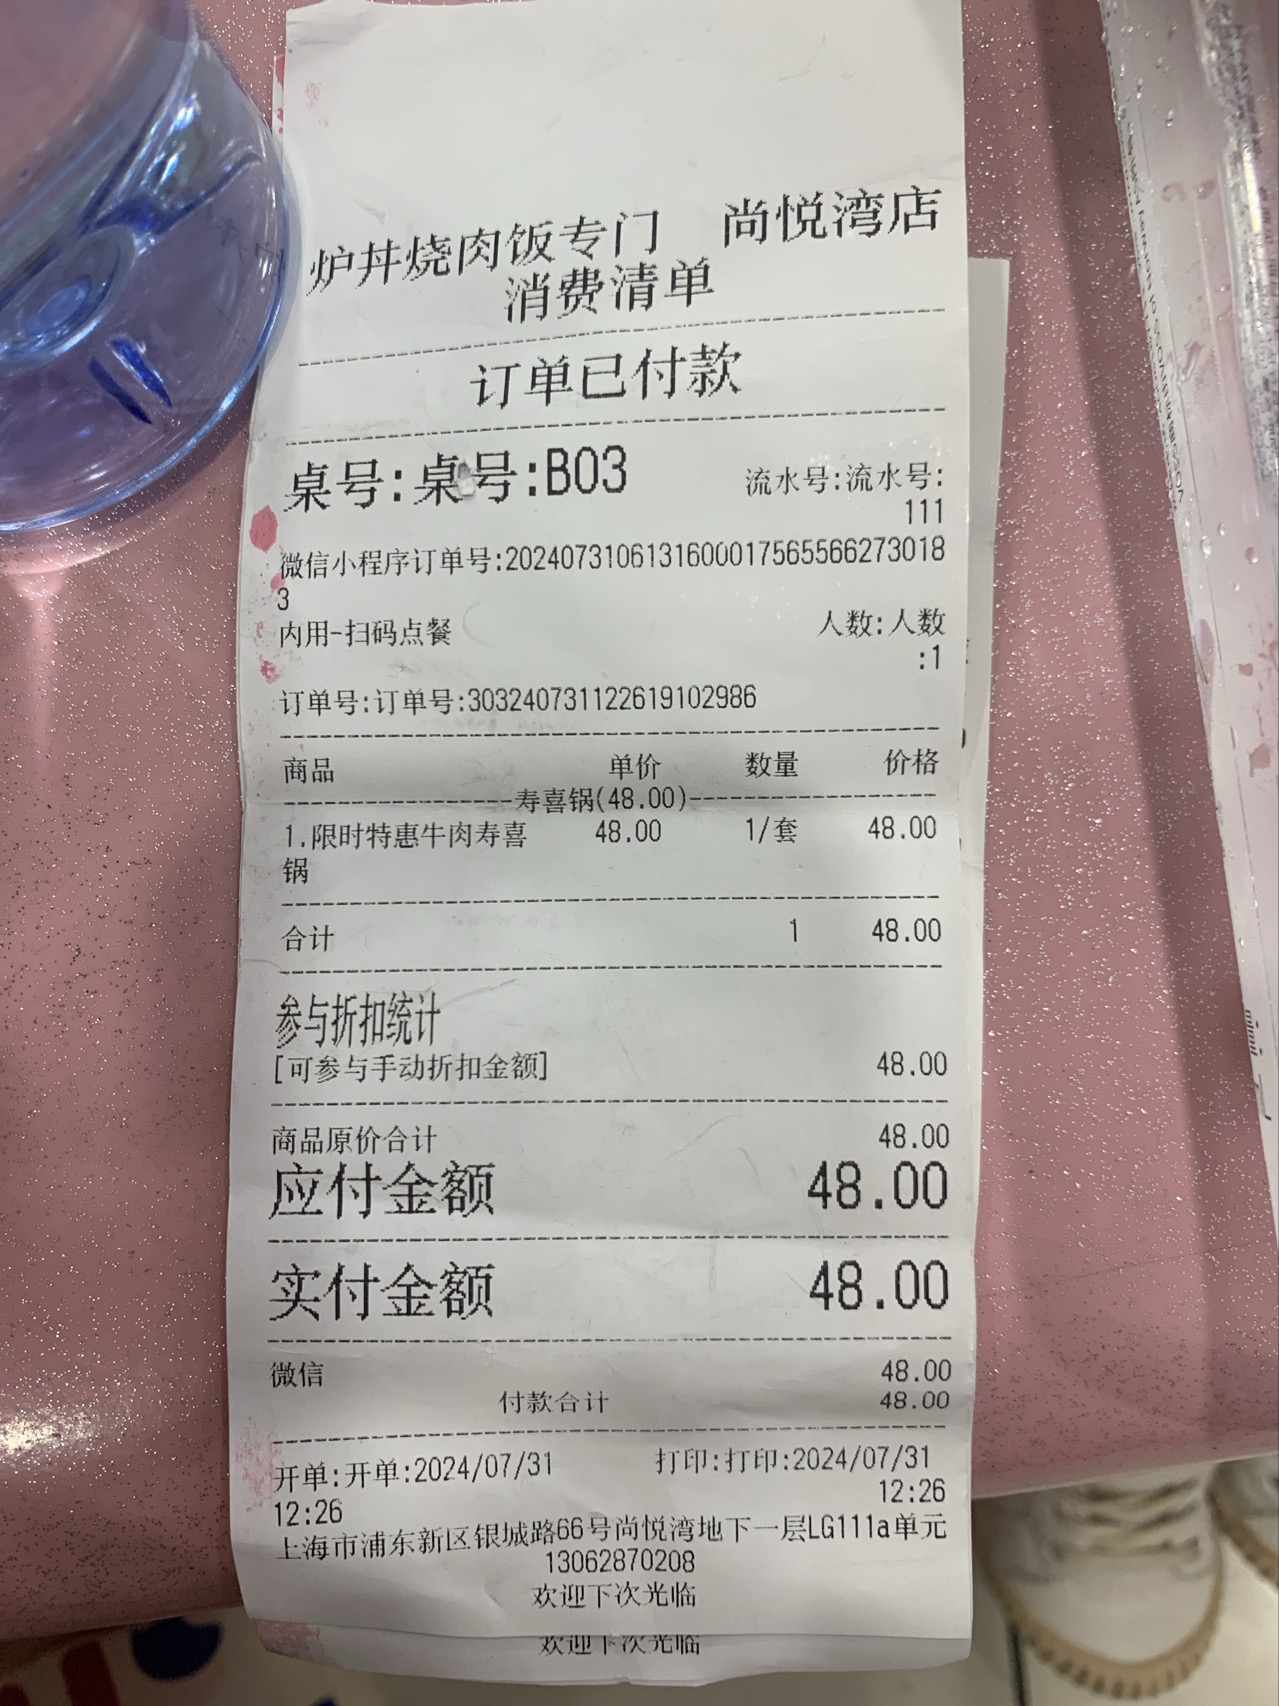 炉丼烧肉饭专门 尚悦湾店
消费清单
订单已付款
桌号:桌号:B03 流水号:流水号:
111
微信小程序订单号:2024073106131600017565566273018
3
内用-扫码点餐 人数:人数
:1
订单号:订单号:303240731122619102986
商品 单价 数量 价格
寿喜锅(48.00)
1.限时特惠牛肉寿喜 48.00 1/套 48.00
锅
合计 1 48.00
参与折扣统计
[可参与手动折扣金额] 48.00
商品原价合计 48.00
应付金额 48.00
实付金额 48.00
微信 48.00
付款合计 48.00
开单:开单:2024/07/31 打印:打印:2024/07/31
12:26 12:26
上海市浦东新区银城路66号尚悦湾地下一层LG111a单元
13062870208
欢迎下次光临
欢迎下次光临